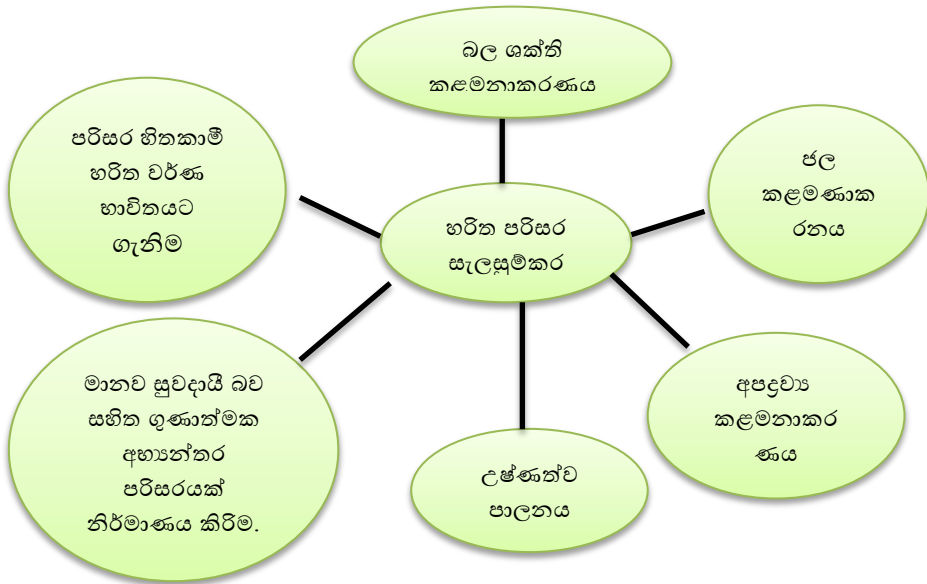 බල ශක්ති
කළමනාකරණය
පරිසර හිතකාමී
හරිත වර්ණ
භාවිතයට
ගැනිම
ජල
කළමණාක
රනය
හරිත පරිසර
සැලසුම්කර
මානව සුවදායී බව
සහිත ගුණාත්මක
අභ්‍යන්තර
පරිසරයක්
නිර්මාණය කිරිම.
උෂ්ණත්ව
පාලනය
අපද්‍රව්‍ය
කළමනාකර
ණය